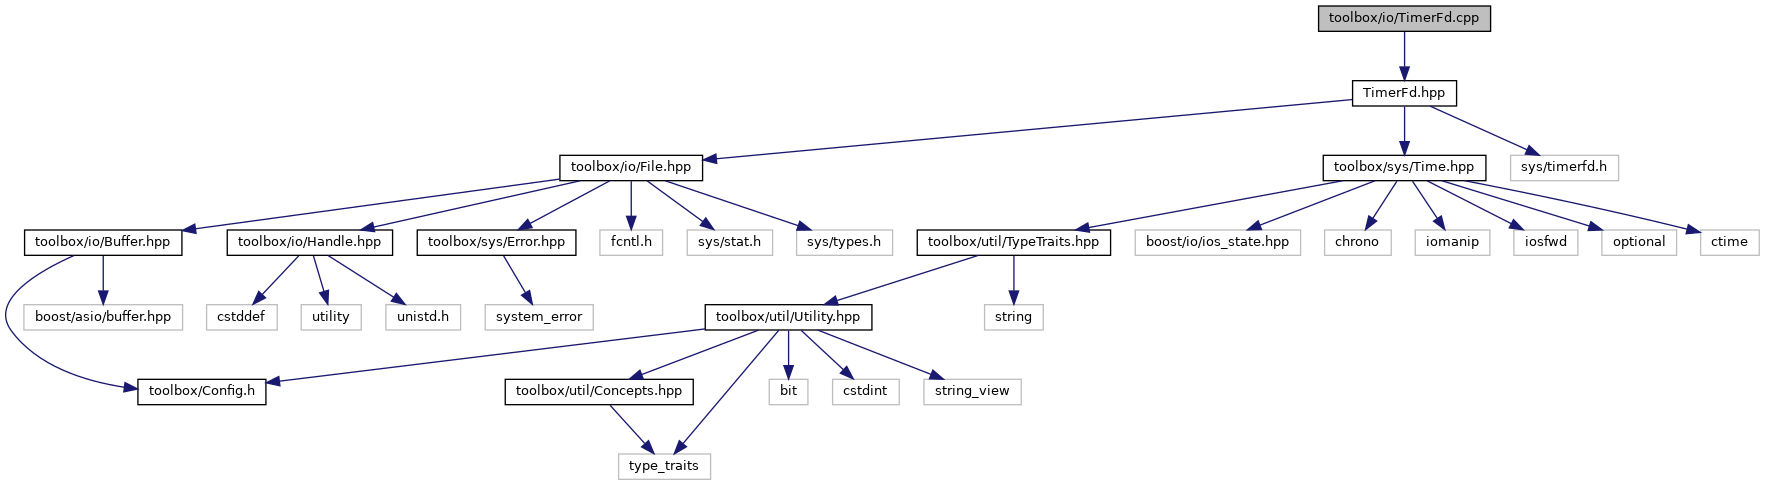 toolbox/io/TimerFd.cpp
TimerFd.hpp
toolbox/io/File.hpp
toolbox/sys/Time.hpp
sys/timerfd.h
toolbox/io/Buffer.hpp
toolbox/io/Handle.hpp
toolbox/sys/Error.hpp
fcntl.h
sys/stat.h
sys/types.h
toolbox/util/TypeTraits.hpp
boost/io/ios_state.hpp
chrono
iomanip
iosfwd
optional
ctime
boost/asio/buffer.hpp
cstddef
utility
unistd.h
system_error
toolbox/util/Utility.hpp
string
toolbox/Config.h
toolbox/util/Concepts.hpp
bit
cstdint
string_view
type_traits